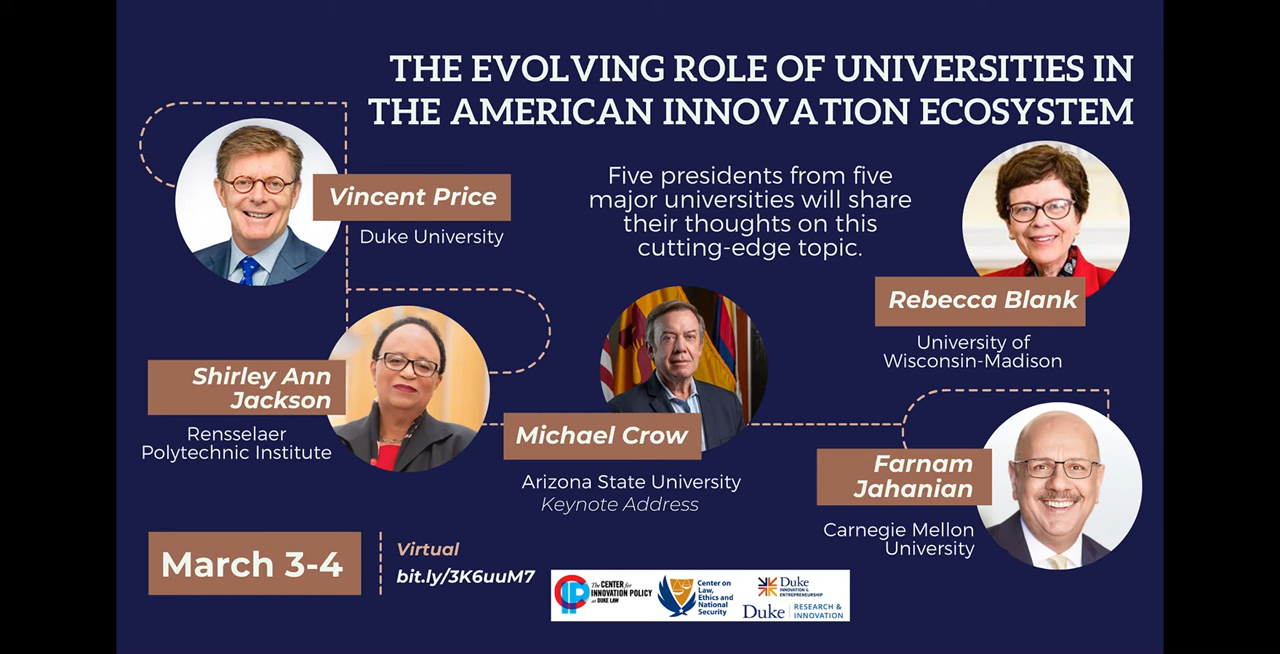 THE EVOLVING ROLE OF UNIVERSITIES IN
THE AMERICAN INNOVATION ECOSYSTEM
Five presidents from five
major universities will share
their thoughts on this
cutting-edge topic.
Vincent Price
Duke University
Rebecca Blank
University of
Wisconsin-Madison
Shirley Ann
Jackson
Rensselaer
Polytechnic Institute
Michael Crow
Arizona State University
Keynote Address
Farnam
Jahanian
Carnegie Mellon
University
March 3-4
Virtual
bit.ly/3K6uuM7
CIP
The CENTER for
INNOVATION POLICY
at DUKE LAW
Center on
Law,
Ethics and
National
Security
Duke
INNOVATION &
ENTREPRENEURSHIP
Duke
RESEARCH &
INNOVATION